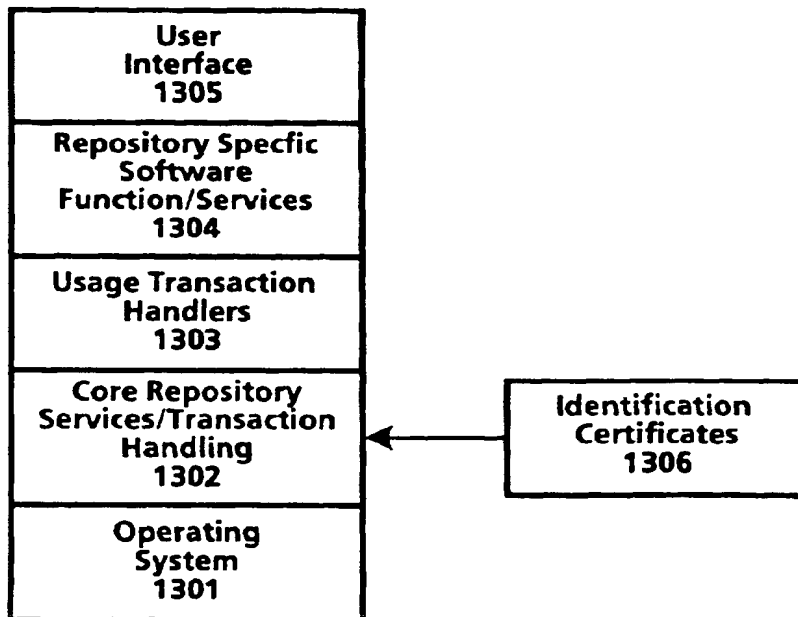 User
Interface
1305
Repository Specfic
Software
Function/Services
1304
Usage Transaction
Handlers
1303
Core Repository
Services/Transaction
Handling
1302
Identification
Certificates
1306
Operating
System
1301